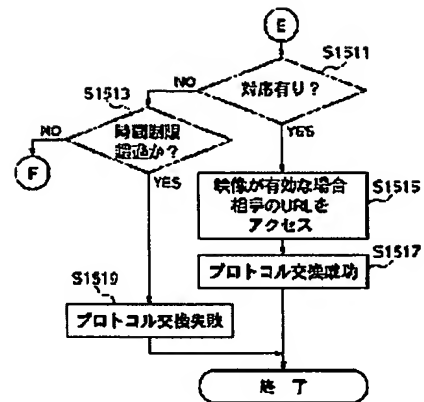 E
S1511
対応有り?
NO
YES
S1513
時間制限
超過か?
NO
YES
F
映像が有効な場合
相手のURLを
アクセス
S1515
プロトコル交換成功
S1517
S1519
プロトコル交換失敗
終 了